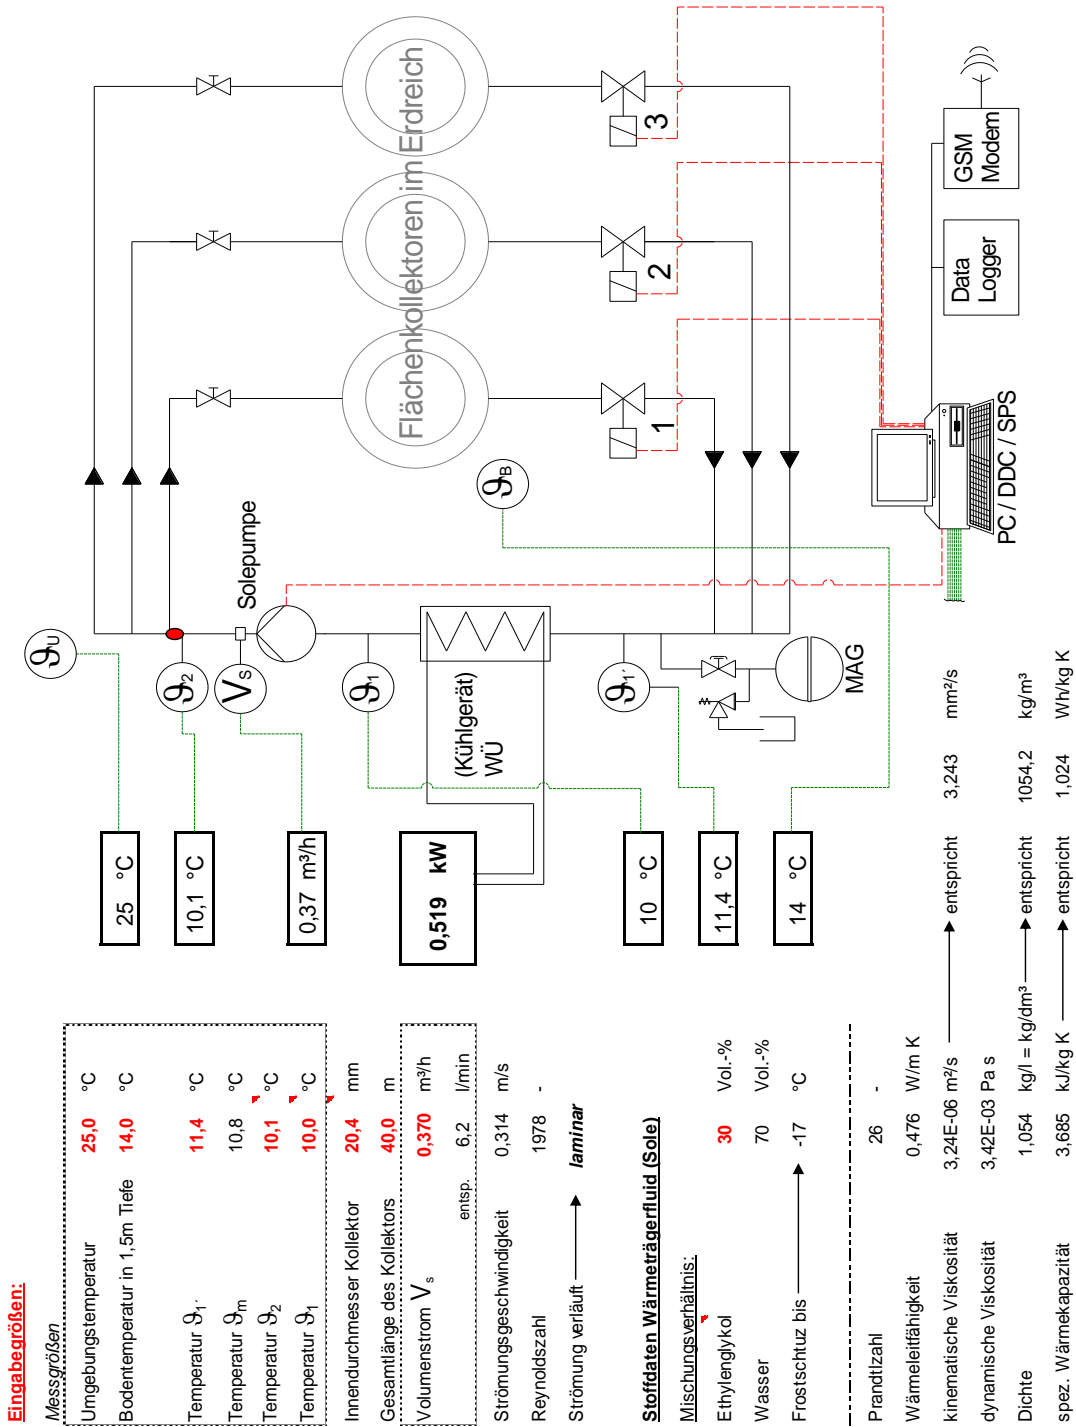 Eingabegrößen:
Messgrößen
Umgebungstemperatur 25,0 °C
Bodentemperatur in 1,5m Tiefe 14,0 °C
Temperatur ϑ1´ 11,4 °C
Temperatur ϑm 10,8 °C
Temperatur ϑ2 10,1 °C
Temperatur ϑ1 10,0 °C
Innendurchmesser Kollektor 20,4 mm
Gesamtlänge des Kollektors 40,0 m
Volumenstrom Vs 0,370 m³/h
entsp. 6,2 l/min
Strömungsgeschwindigkeit 0,314 m/s
Reynoldszahl 1978 -
Strömung verläuft laminar
Stoffdaten Wärmeträgerfluid (Sole)
Mischungsverhältnis:
Ethylenglykol 30 Vol.-%
Wasser 70 Vol.-%
Frostschtuz bis -17 °C
Prandtlzahl 26 -
Wärmeleitfähigkeit 0,476 W/m K
kinematische Viskosität 3,24E-06 m²/s entspricht 3,243 mm²/s
dynamische Viskosität 3,42E-03 Pa s
Dichte 1,054 kg/l = kg/dm³ entspricht 1054,2 kg/m³
spez. Wärmekapazität 3,685 kJ/kg K entspricht 1,024 Wh/kg K
25 °C
10,1 °C
0,37 m³/h
0,519 kW
10 °C
11,4 °C
14 °C
ϑU
ϑ2
Vs
ϑ1
ϑ1´
ϑB
Solepumpe
(Kühlgerät)
WÜ
MAG
Flächenkollektoren im Erdreich
1
2
3
PC / DDC / SPS
Data
Logger
GSM
Modem